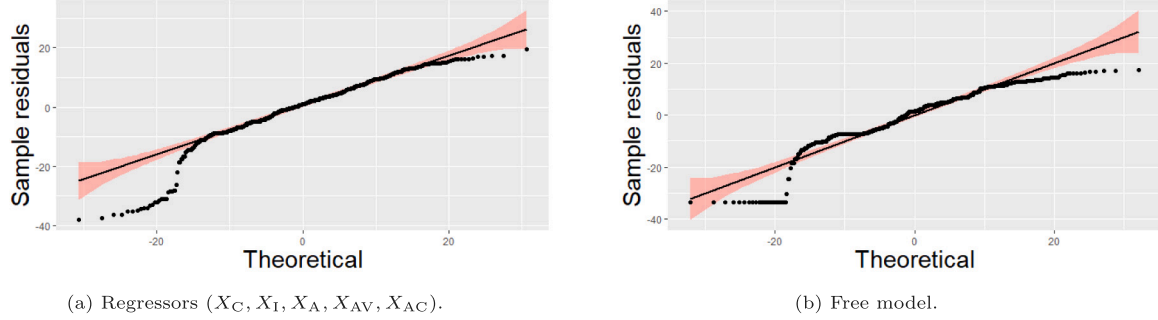 20
0
-20
-40
Sample residuals
-20
0
20
Theoretical
(a) Regressors (X_C, X_I, X_A, X_AV, X_AC).
40
20
0
-20
-40
Sample residuals
-20
0
20
Theoretical
(b) Free model.